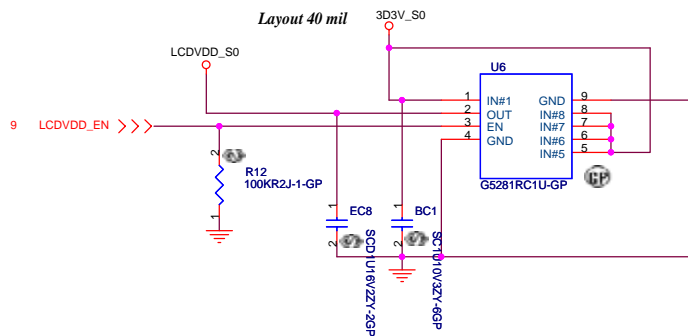 Layout 40 mil
3D3V_S0
LCDVDD_S0
U6
1 IN#1 GND 9
2 OUT IN#8 8
3 EN IN#7 7
4 GND IN#6 6
IN#5 5
9 LCDVDD_EN
G5281RC1U-GP
GP
2
R12
100KR2J-1-GP
1
1 EC8
2
SCD1U16V2ZY-2GP
1 BC1
2
SC1U10V3ZY-6GP